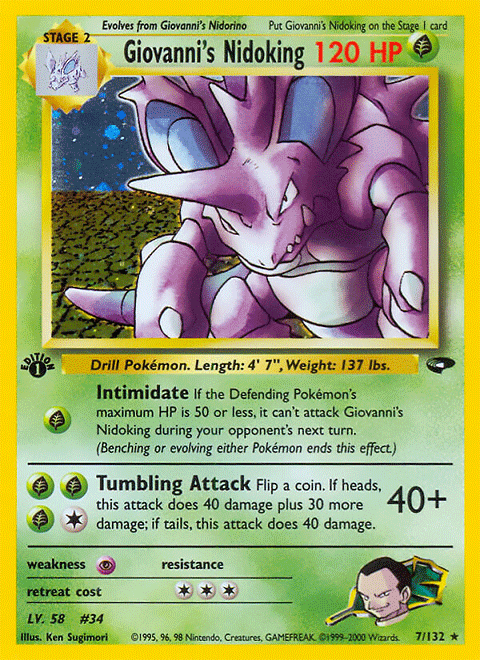 Evolves from Giovanni's Nidorino Put Giovanni's Nidoking on the Stage 1 card
STAGE 2
Giovanni's Nidoking 120 HP
EDITION
1
Drill Pokémon. Length: 4' 7", Weight: 137 lbs.
Intimidate If the Defending Pokémon's
maximum HP is 50 or less, it can't attack Giovanni's
Nidoking during your opponent's next turn.
(Benching or evolving either Pokémon ends this effect.)
Tumbling Attack Flip a coin. If heads,
this attack does 40 damage plus 30 more
damage; if tails, this attack does 40 damage.
40+
weakness resistance
retreat cost
LV. 58 #34
Illus. Ken Sugimori ©1995, 96, 98 Nintendo, Creatures, GAMEFREAK. ©1999-2000 Wizards. 7/132 ★